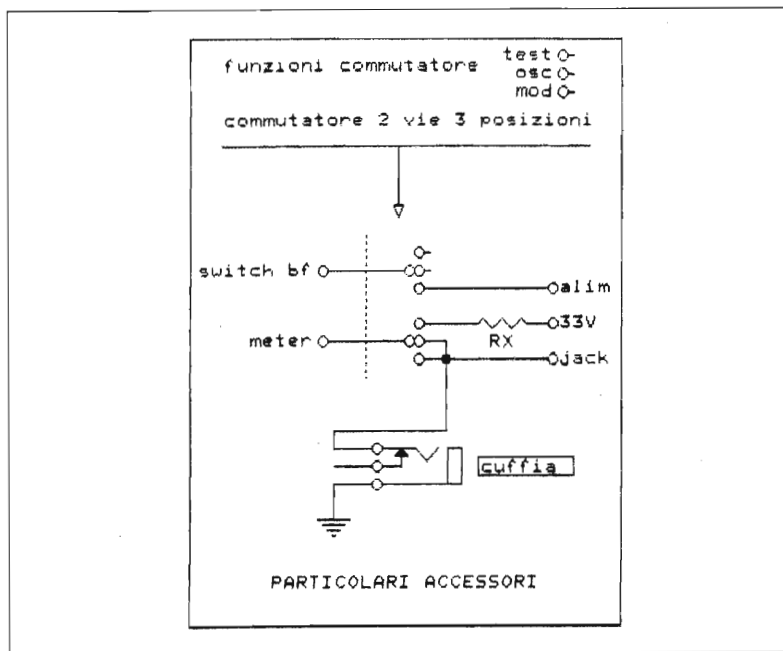 funzioni commutatore
test
osc
mod
commutatore 2 vie 3 posizioni
switch bf
alim
33V
meter
RX
jack
cuffia
PARTICOLARI ACCESSORI